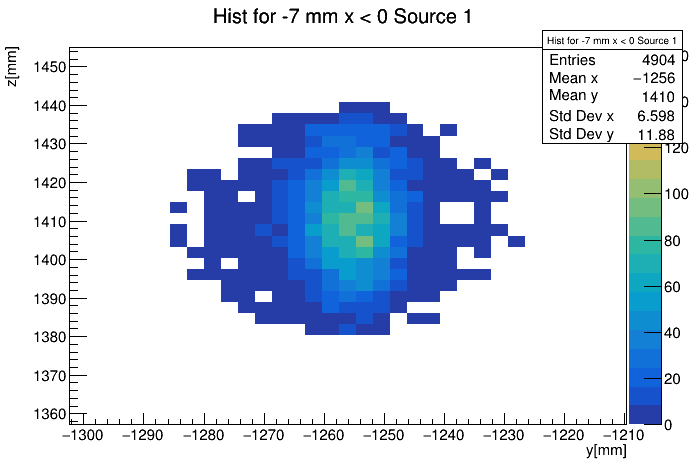 Hist for -7 mm x < 0 Source 1
z[mm]
1450
1440
1430
1420
1410
1400
1390
1380
1370
1360
−1300 −1290 −1280 −1270 −1260 −1250 −1240 −1230 −1220 −1210
y[mm]
Hist for -7 mm x < 0 Source 1
Entries 4904
Mean x −1256
Mean y 1410
Std Dev x 6.598
Std Dev y 11.88
120
100
80
60
40
20
0